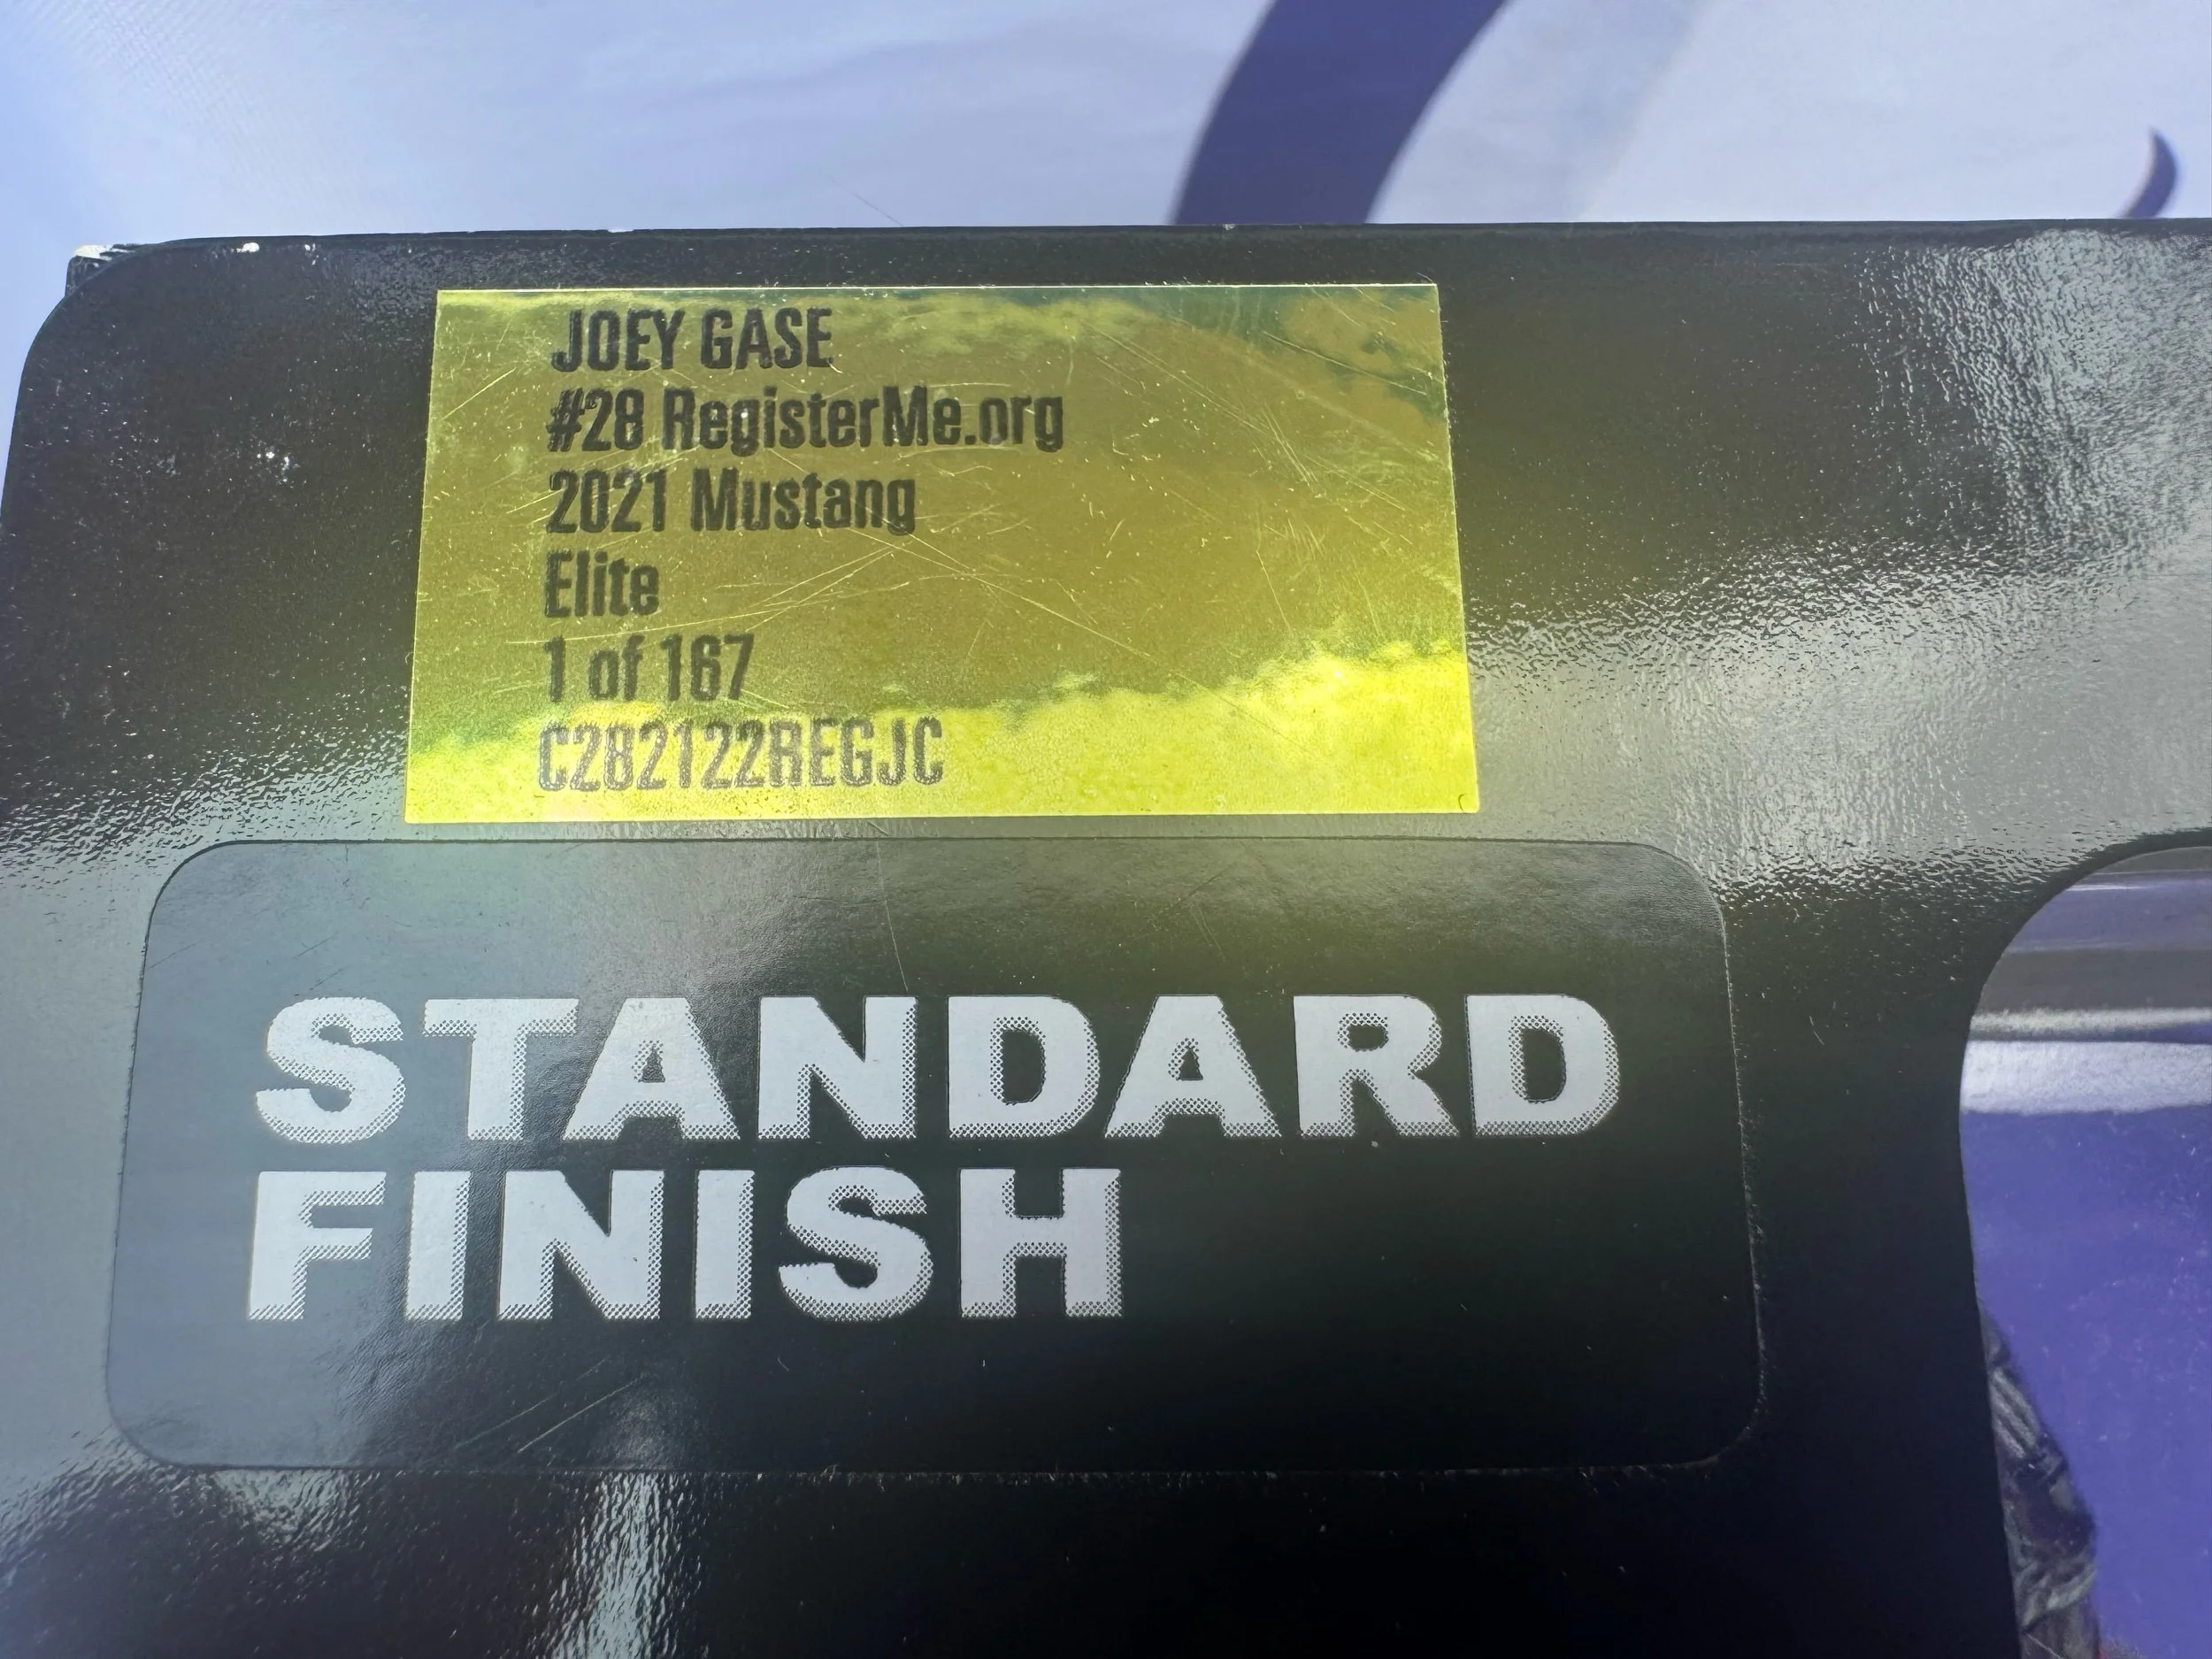 JOEY GASE
#28 RegisterMe.org
2021 Mustang
Elite
1 of 167
C282122REGJC
STANDARD
FINISH